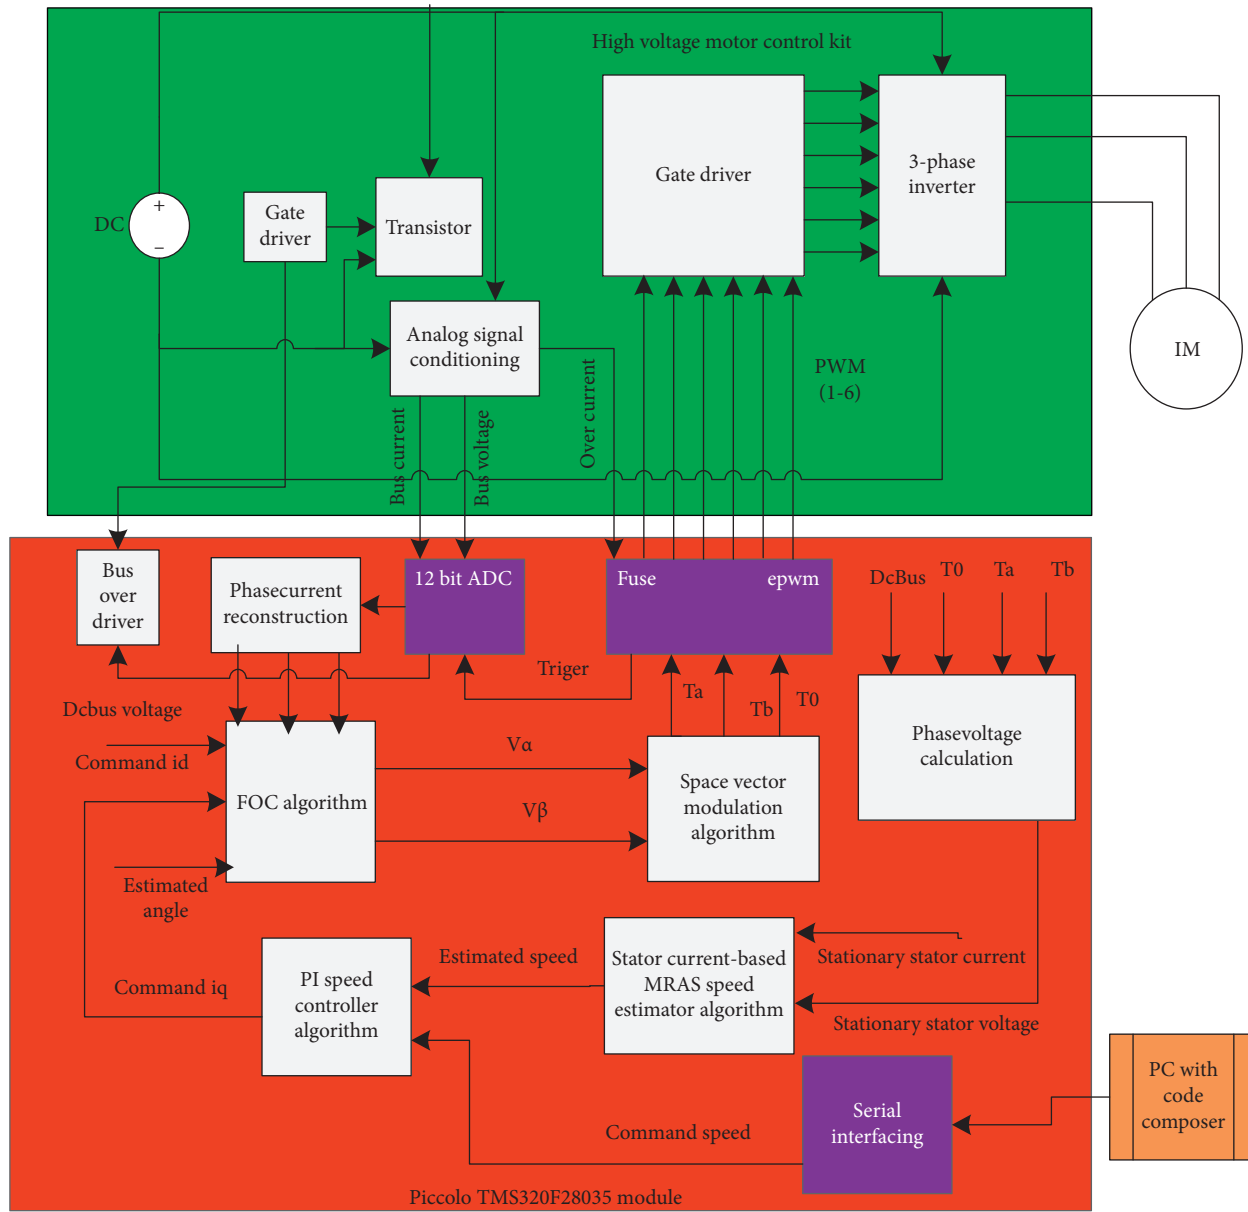 High voltage motor control kit
DC
+
−
Gate
driver
Transistor
Analog signal
conditioning
Gate driver
3-phase
inverter
IM
PWM
(1-6)
Bus current
Bus voltage
Over current
Bus
over
driver
Phasecurrent
reconstruction
12 bit ADC
Fuse
epwm
DcBus
T0
Ta
Tb
Triger
Ta
Tb
T0
Dcbus voltage
Command id
FOC algorithm
Estimated
angle
Vα
Vβ
Space vector
modulation
algorithm
Phasevoltage
calculation
Command iq
PI speed
controller
algorithm
Estimated speed
Stator current-based
MRAS speed
estimator algorithm
Stationary stator current
Stationary stator voltage
Command speed
Serial
interfacing
PC with
code
composer
Piccolo TMS320F28035 module